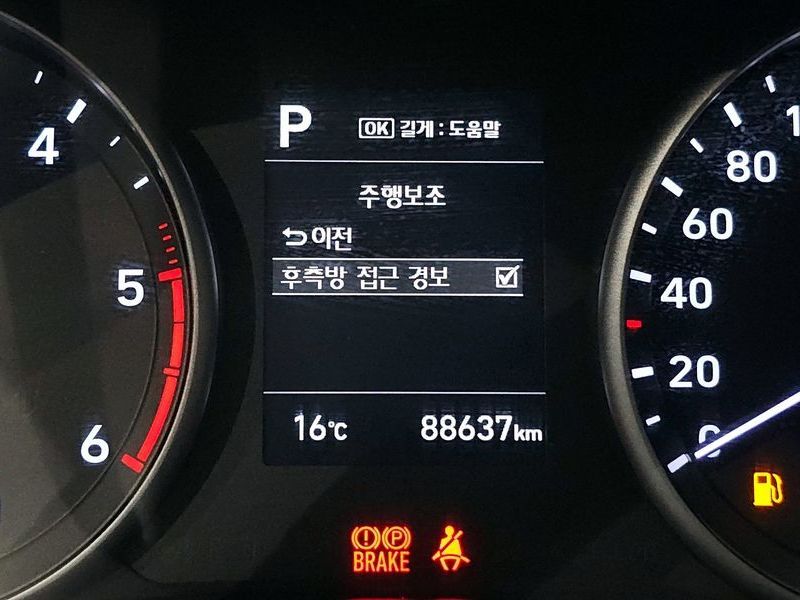 P OK 길게 : 도움말
주행보조
이전
후측방 접근 경보
16℃ 88637km
4
5
6
80
60
40
20
0
P
BRAKE